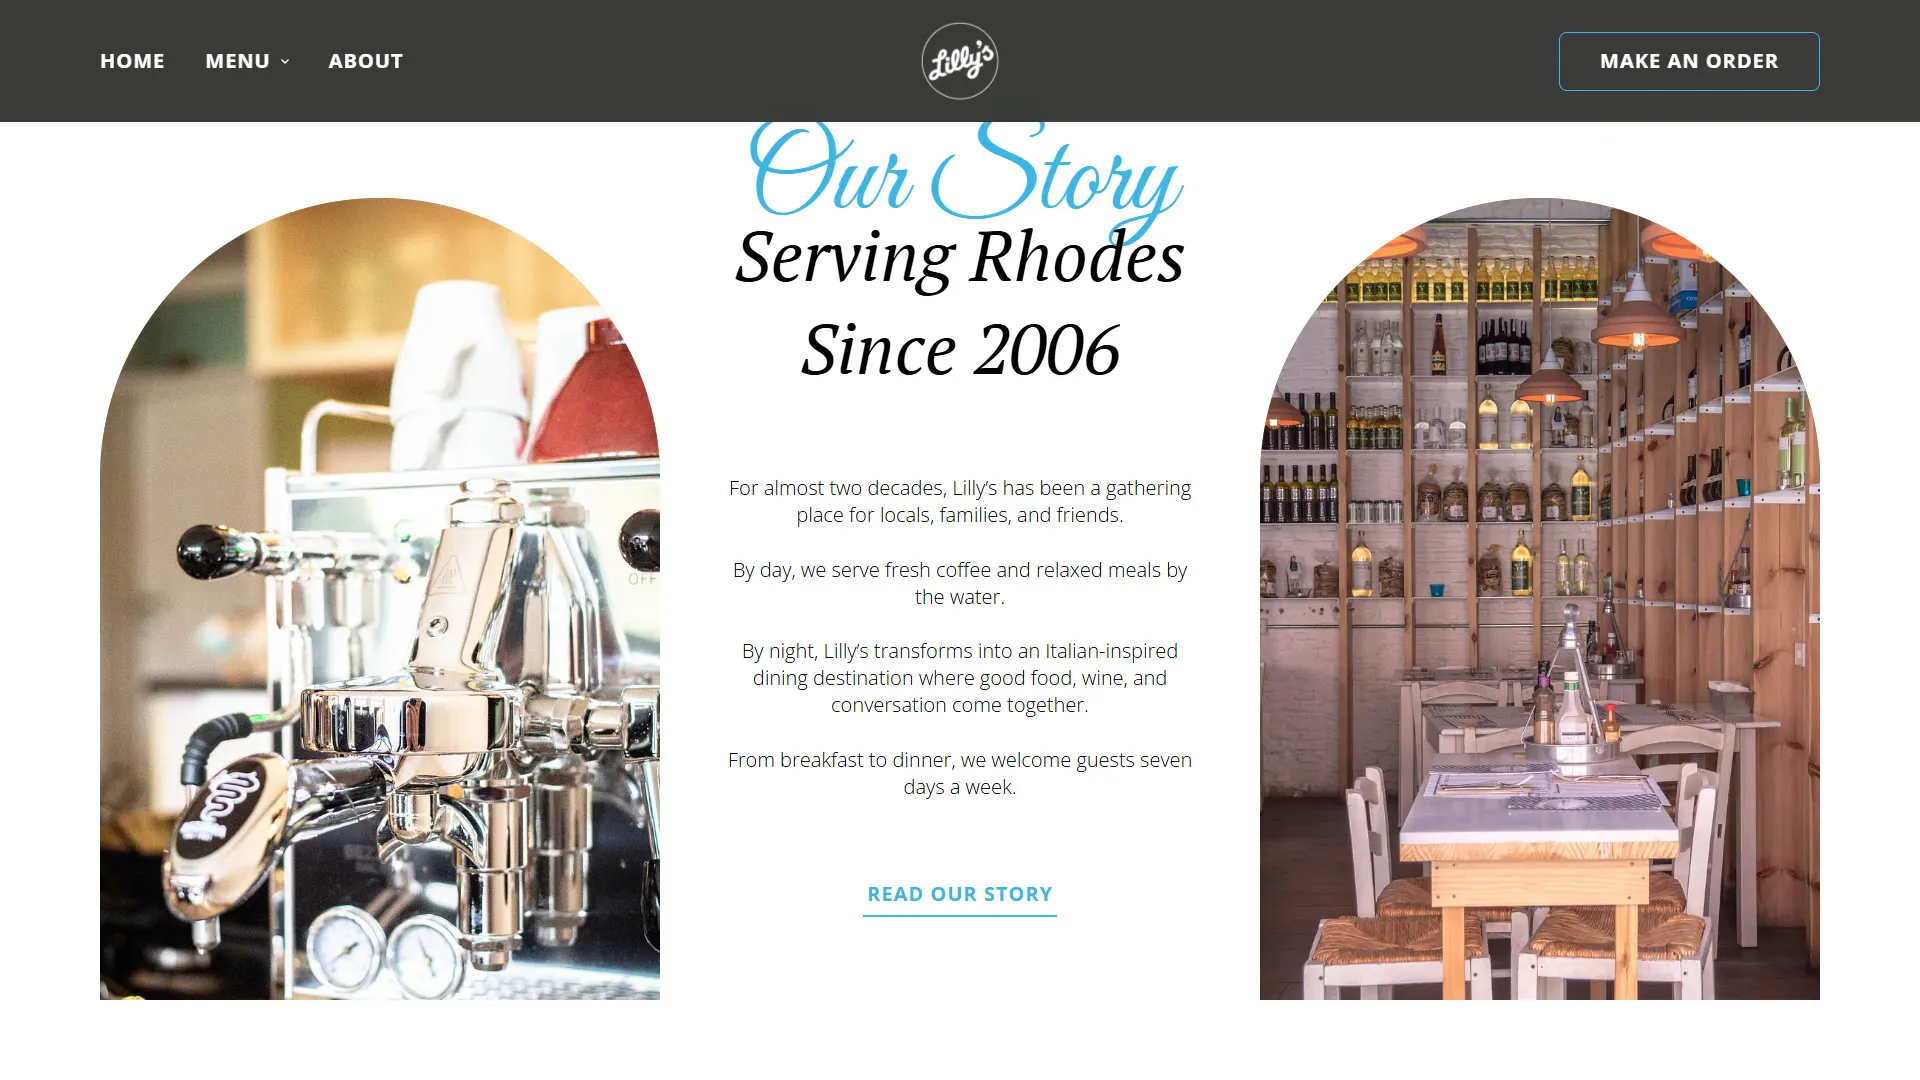 HOME
MENU
ABOUT
Lilly's
MAKE AN ORDER
Our Story
Serving Rhodes
Since 2006
For almost two decades, Lilly’s has been a gathering
place for locals, families, and friends.
By day, we serve fresh coffee and relaxed meals by
the water.
By night, Lilly’s transforms into an Italian-inspired
dining destination where good food, wine, and
conversation come together.
From breakfast to dinner, we welcome guests seven
days a week.
READ OUR STORY
OFF